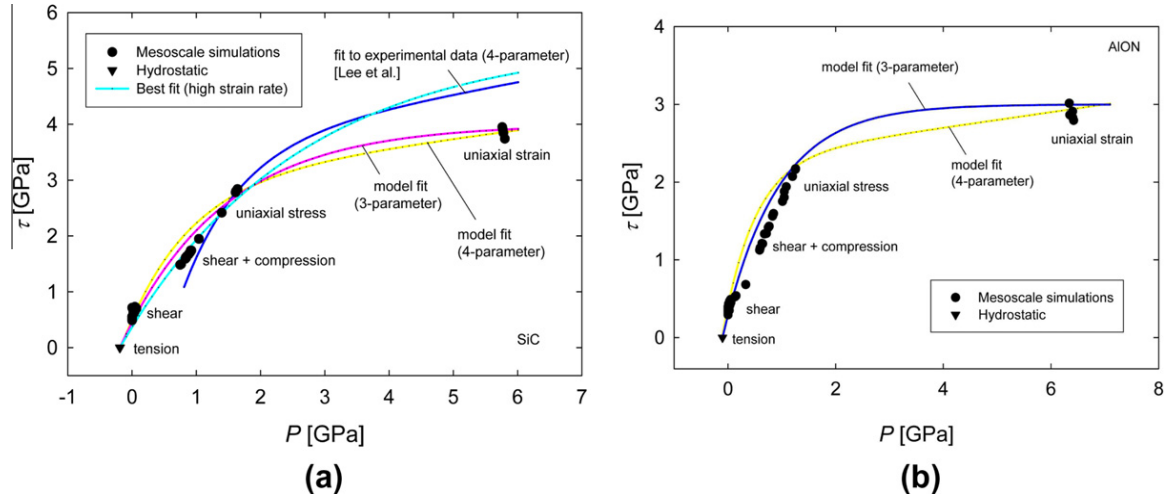 6
5
4
3
2
1
0
τ [GPa]
Mesoscale simulations
Hydrostatic
Best fit (high strain rate)
fit to experimental data (4-parameter)
[Lee et al.]
uniaxial strain
model fit
(3-parameter)
model fit
(4-parameter)
uniaxial stress
shear + compression
shear
tension
SiC
-1 0 1 2 3 4 5 6 7
P [GPa]
(a)
4
3
2
1
0
τ [GPa]
AlON
model fit (3-parameter)
model fit
(4-parameter)
uniaxial strain
uniaxial stress
shear + compression
shear
tension
Mesoscale simulations
Hydrostatic
0 2 4 6 8
P [GPa]
(b)